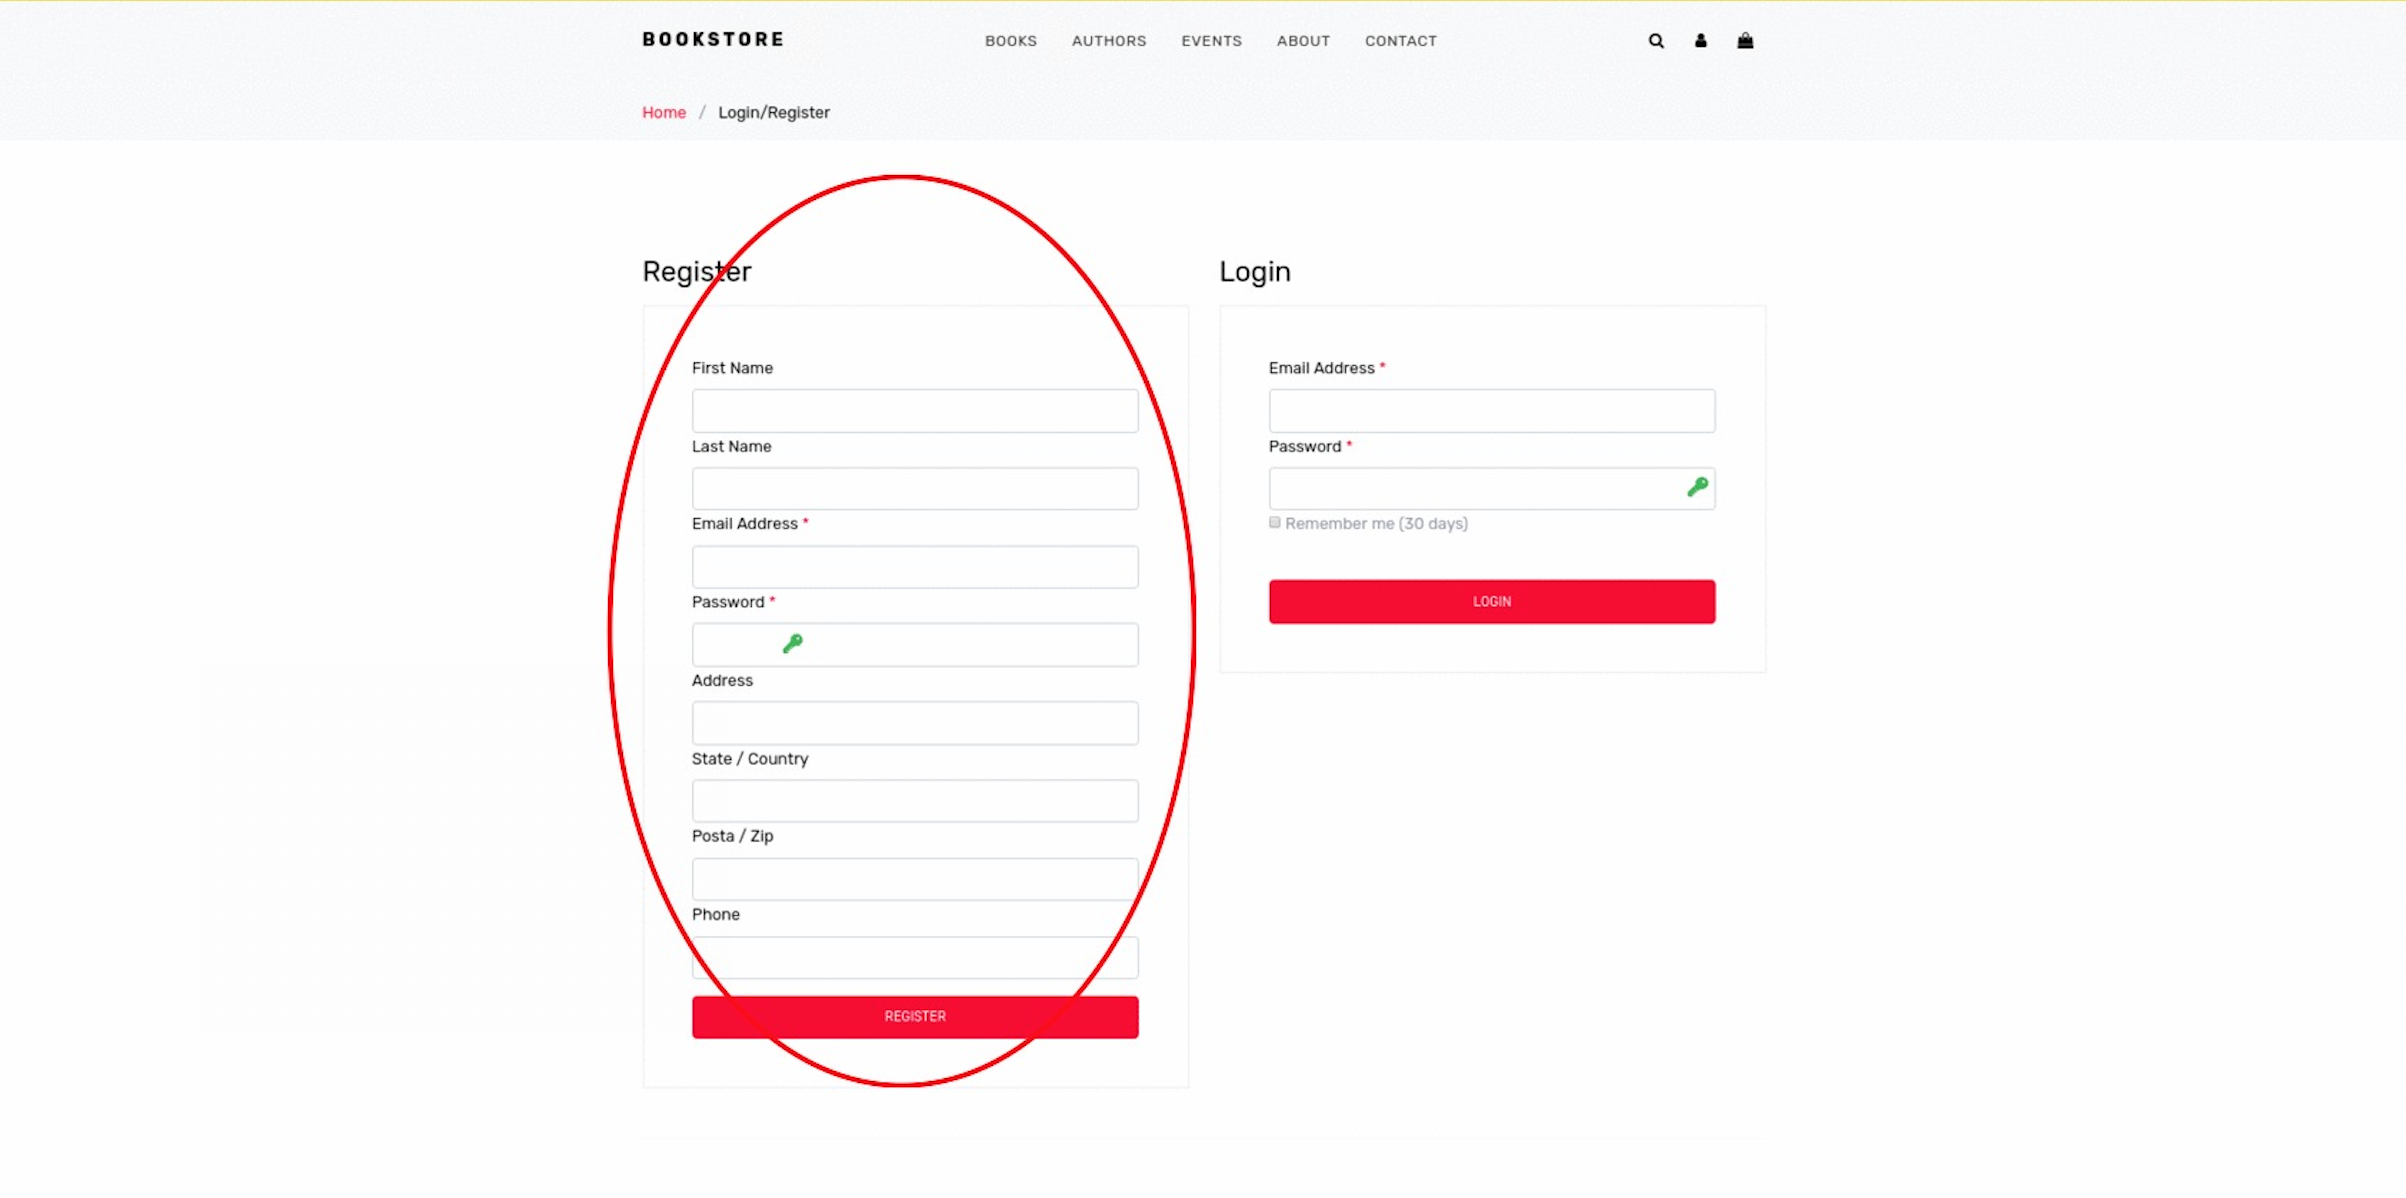 BOOKSTORE
BOOKS AUTHORS EVENTS ABOUT CONTACT
Home / Login/Register
Register
First Name
Last Name
Email Address *
Password *
Address
State / Country
Posta / Zip
Phone
REGISTER
Login
Email Address *
Password *
Remember me (30 days)
LOGIN